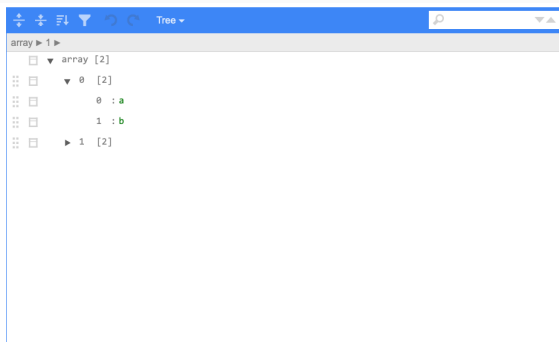 Tree
array ► 1 ►
array [2]
0 [2]
0 : a
1 : b
1 [2]